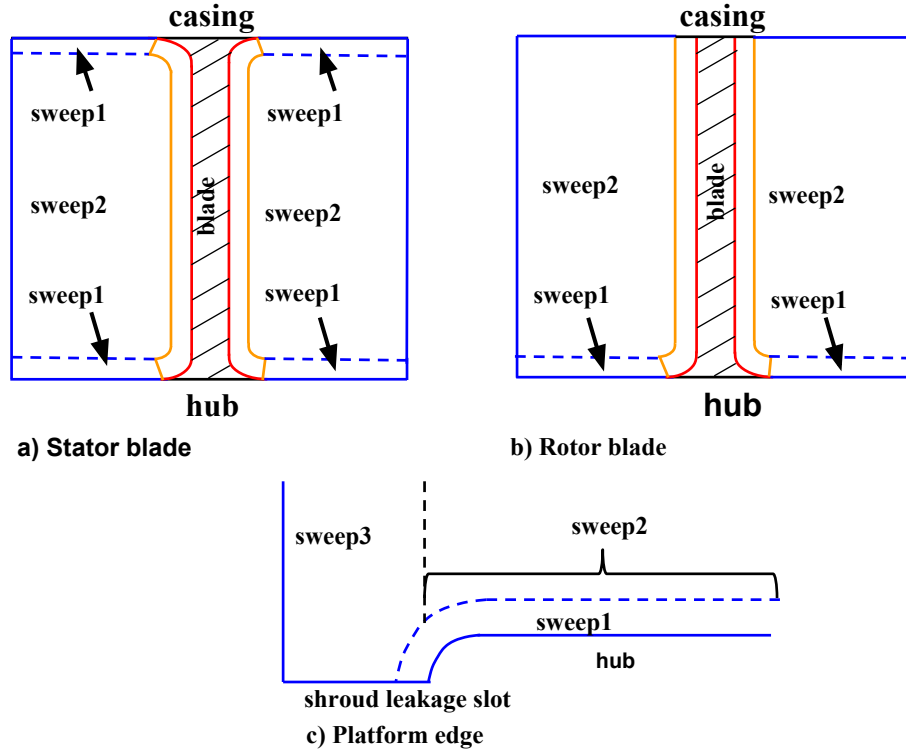 casing
sweep1
sweep1
sweep2
blade
sweep2
sweep1
sweep1
hub
a) Stator blade
casing
sweep2
blade
sweep2
sweep1
sweep1
hub
b) Rotor blade
sweep3
sweep2
sweep1
hub
shroud leakage slot
c) Platform edge